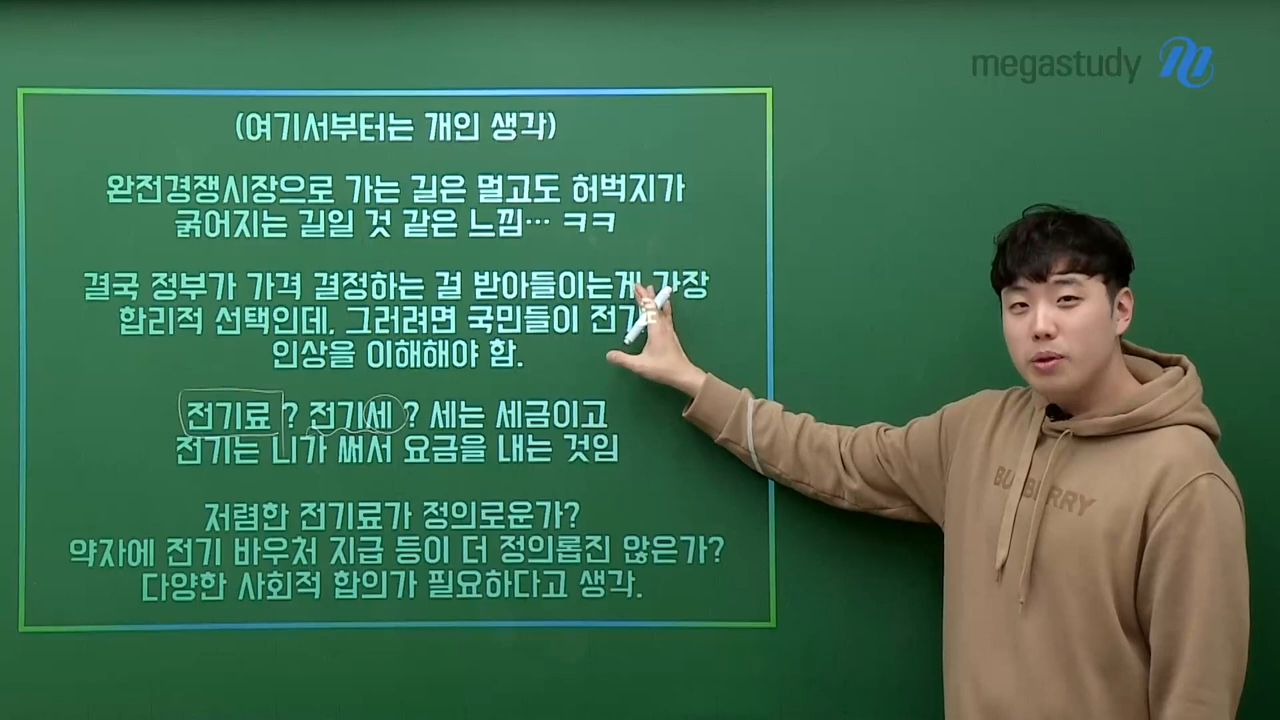 megastudy
(여기서부터는 개인 생각)
완전경쟁시장으로 가는 길은 멀고도 허벅지가
굵어지는 길일 것 같은 느낌… ㅋㅋ
결국 정부가 가격 결정하는 걸 받아들이는게 가장
합리적 선택인데, 그러려면 국민들이
인상을 이해해야 함.
전기료 ? 전기세 ? 세는 세금이고
전기는 니가 써서 요금을 내는 것임
저렴한 전기료가 정의로운가?
약자에 전기 바우처 지급 등이 더 정의롭진 않은가?
다양한 사회적 합의가 필요하다고 생각.